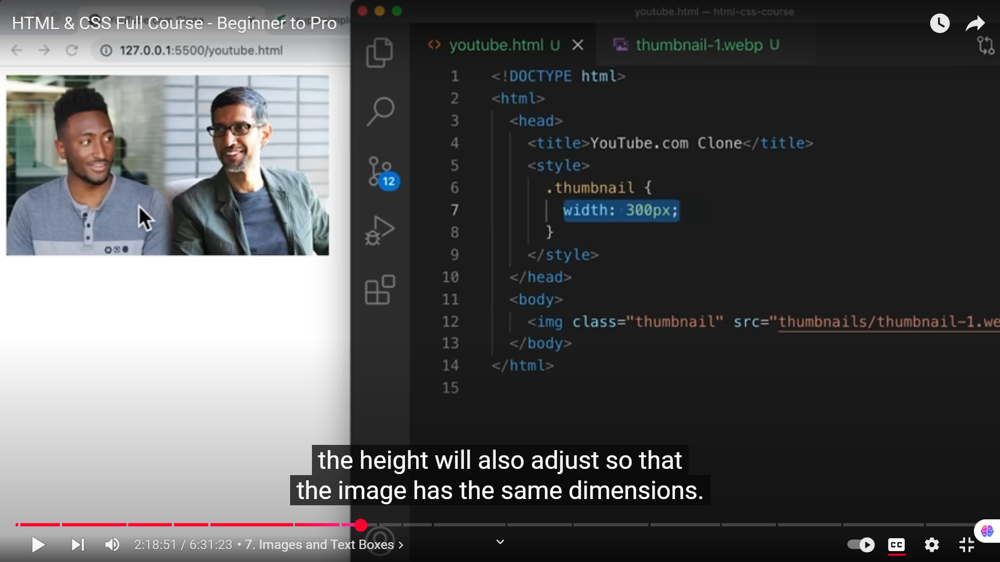 HTML & CSS Full Course - Beginner to Pro
youtube.html — html-css-course
127.0.0.1:5500/youtube.html
youtube.html U
thumbnail-1.webp U
12
1 <!DOCTYPE html>
2 <html>
3 <head>
4 <title>YouTube.com Clone</title>
5 <style>
6 .thumbnail {
7 width: 300px;
8 }
9 </style>
10 </head>
11 <body>
12 <img class="thumbnail" src="thumbnails/thumbnail-1.we
13 </body>
14 </html>
15
the height will also adjust so that
the image has the same dimensions.
2:18:51 / 6:31:23 • 7. Images and Text Boxes
CC